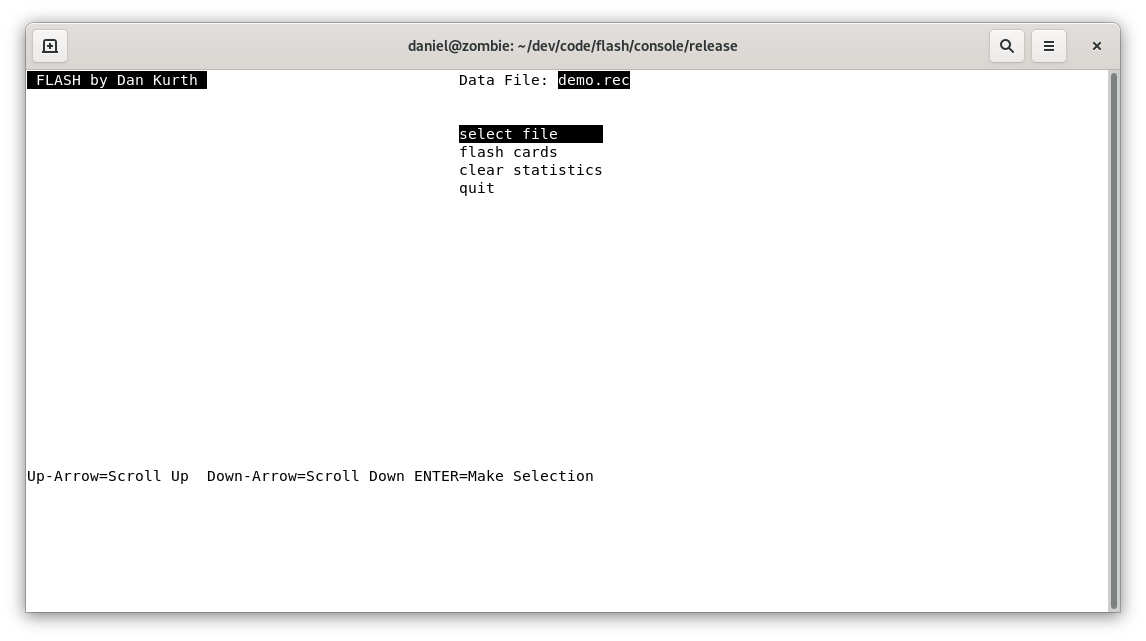 daniel@zombie: ~/dev/code/flash/console/release
FLASH by Dan Kurth Data File: demo.rec
select file
flash cards
clear statistics
quit
Up-Arrow=Scroll Up  Down-Arrow=Scroll Down ENTER=Make Selection